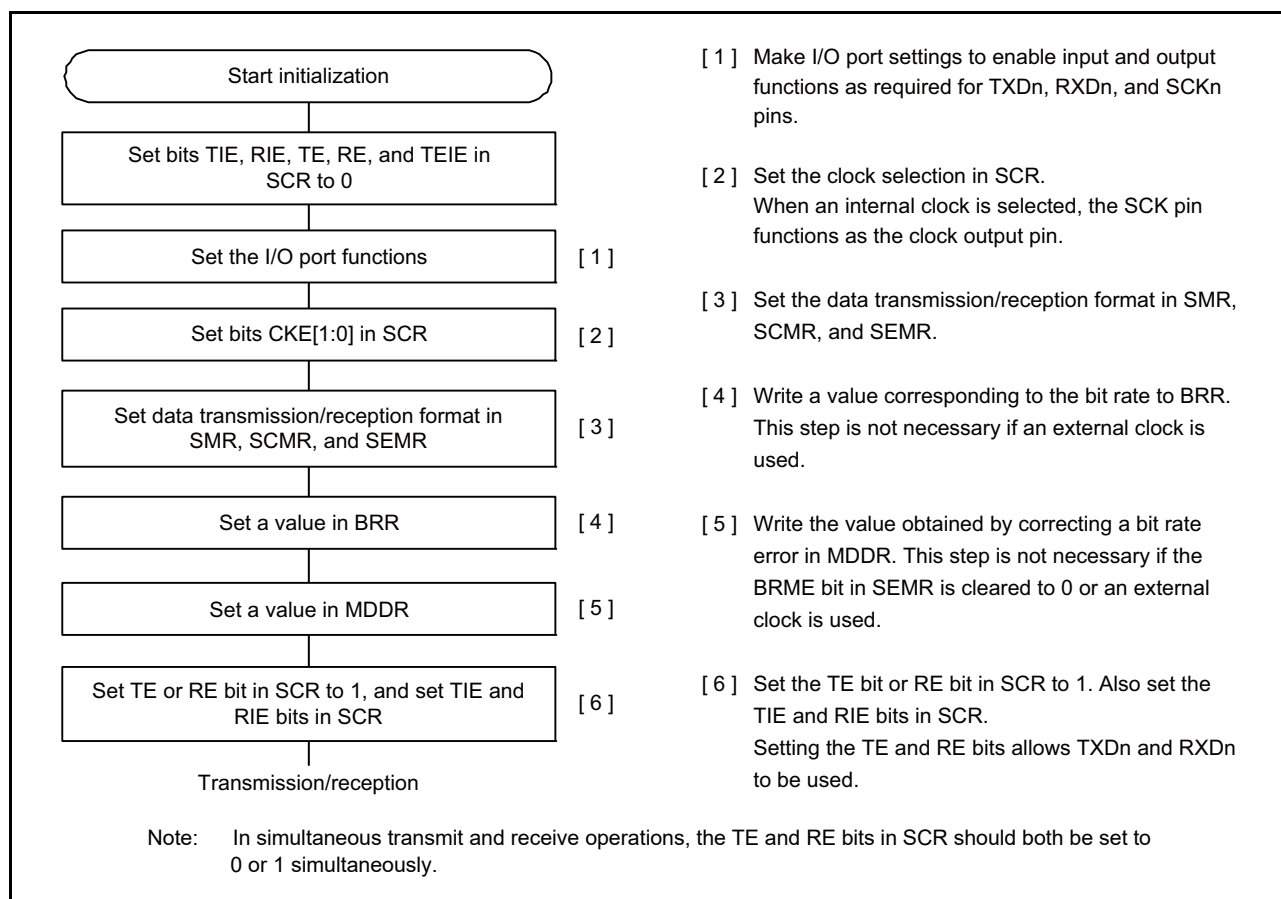 Start initialization
Set bits TIE, RIE, TE, RE, and TEIE in
SCR to 0
Set the I/O port functions
[ 1 ]
Set bits CKE[1:0] in SCR
[ 2 ]
Set data transmission/reception format in
SMR, SCMR, and SEMR
[ 3 ]
Set a value in BRR
[ 4 ]
Set a value in MDDR
[ 5 ]
Set TE or RE bit in SCR to 1, and set TIE and
RIE bits in SCR
[ 6 ]
Transmission/reception
[ 1 ] Make I/O port settings to enable input and output
functions as required for TXDn, RXDn, and SCKn
pins.
[ 2 ] Set the clock selection in SCR.
When an internal clock is selected, the SCK pin
functions as the clock output pin.
[ 3 ] Set the data transmission/reception format in SMR,
SCMR, and SEMR.
[ 4 ] Write a value corresponding to the bit rate to BRR.
This step is not necessary if an external clock is
used.
[ 5 ] Write the value obtained by correcting a bit rate
error in MDDR. This step is not necessary if the
BRME bit in SEMR is cleared to 0 or an external
clock is used.
[ 6 ] Set the TE bit or RE bit in SCR to 1. Also set the
TIE and RIE bits in SCR.
Setting the TE and RE bits allows TXDn and RXDn
to be used.
Note: In simultaneous transmit and receive operations, the TE and RE bits in SCR should both be set to
0 or 1 simultaneously.